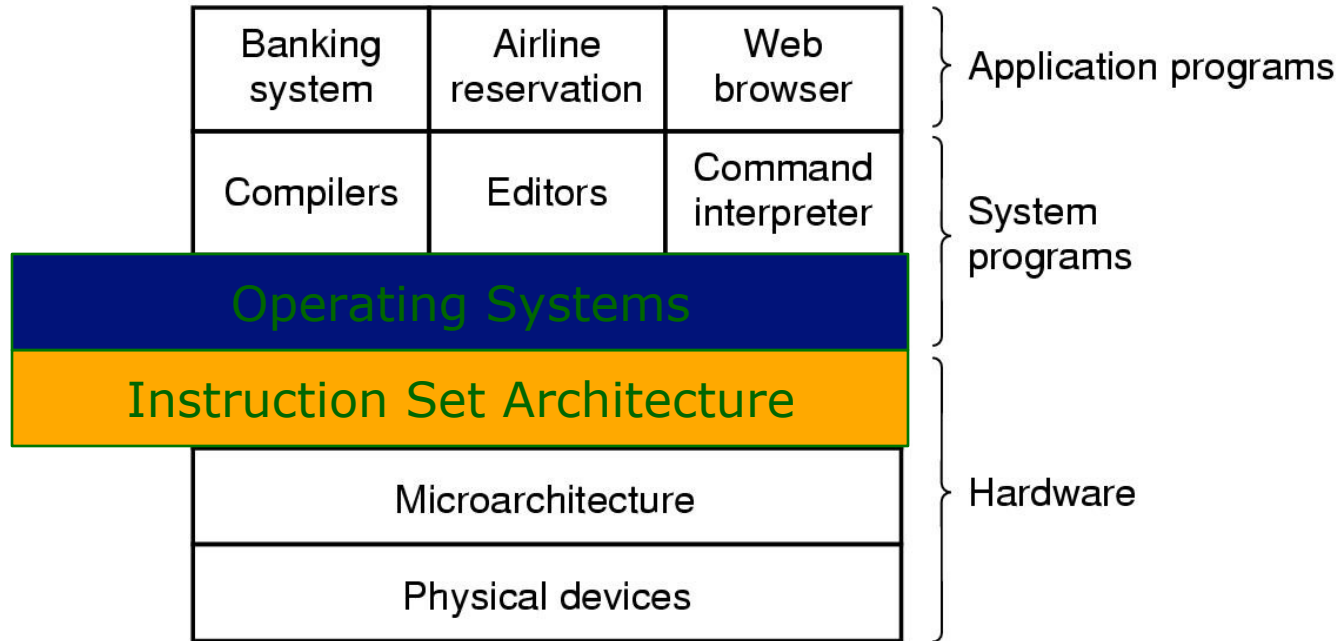 Banking
system
Airline
reservation
Web
browser
Application programs
Compilers
Editors
Command
interpreter
System
programs
Operating Systems
Instruction Set Architecture
Microarchitecture
Hardware
Physical devices